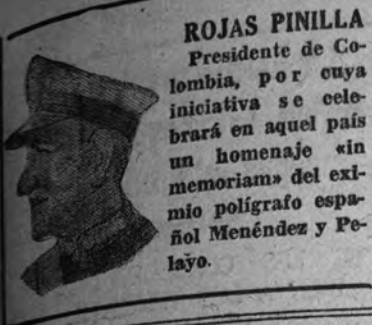 ROJAS PINILLA
Presidente de Co-
lombia, por cuya
iniciativa se cele-
brará en aquel país
un homenaje «in
memoriam» del exi-
mio polígrafo espa-
ñol Menéndez y Pe-
layo.